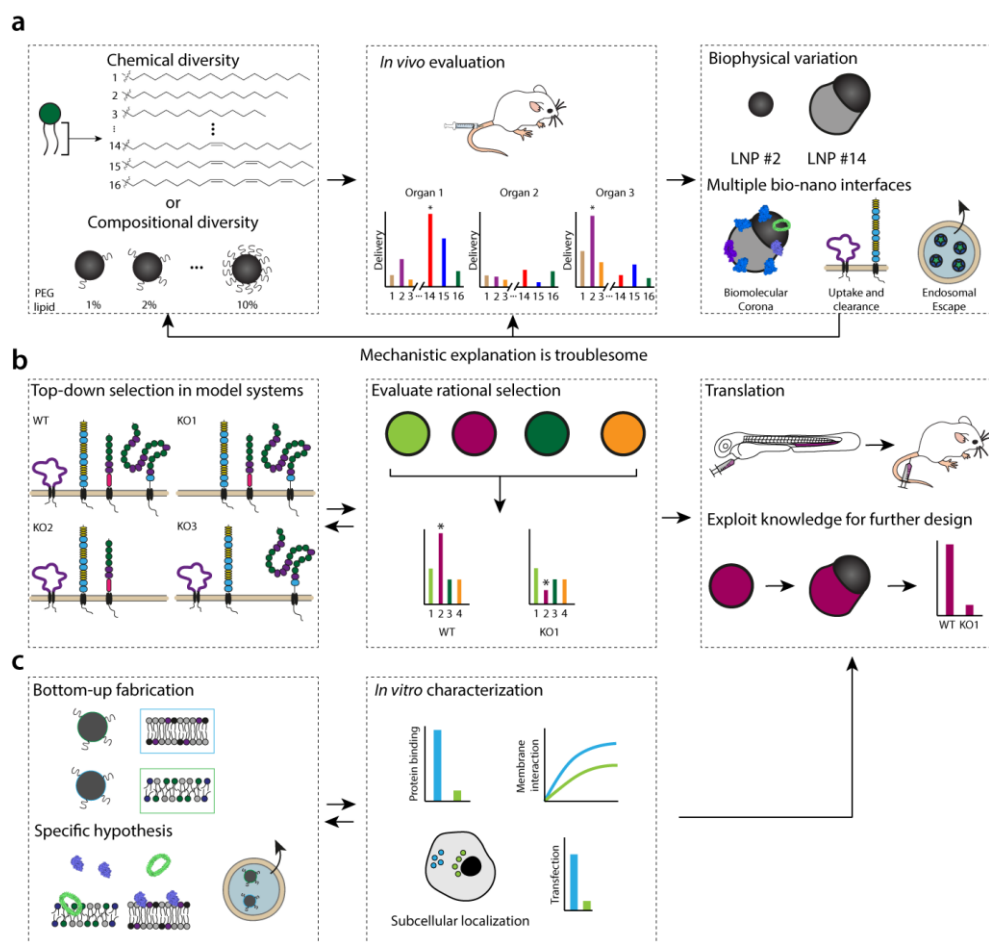 a
Chemical diversity
1
2
3
⋮
14
15
16
or
Compositional diversity
PEG
lipid
1% 2% ... 10%
In vivo evaluation
Organ 1 Organ 2 Organ 3
Delivery Delivery Delivery
* *
1 2 3 ... 14 15 16
1 2 3 ... 14 15 16
1 2 3 ... 14 15 16
Biophysical variation
LNP #2 LNP #14
Multiple bio-nano interfaces
Biomolecular
Corona
Uptake and
clearance
Endosomal
Escape
Mechanistic explanation is troublesome
b
Top-down selection in model systems
WT KO1
KO2 KO3
Evaluate rational selection
* *
1 2 3 4 1 2 3 4
WT KO1
Translation
Exploit knowledge for further design
WT KO1
c
Bottom-up fabrication
Specific hypothesis
In vitro characterization
Protein binding
Membrane
interaction
Subcellular localization
Transfection